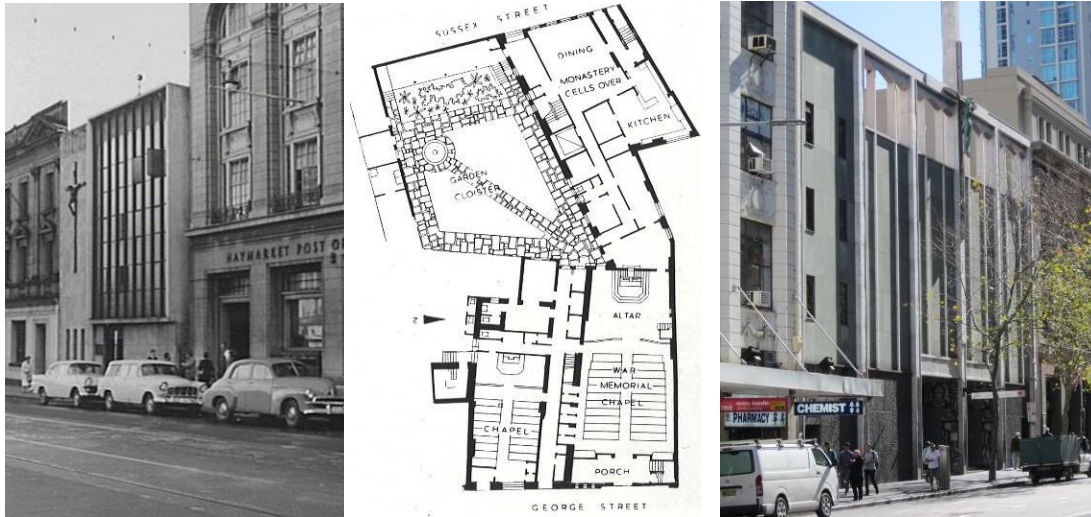 HAYMARKET POST OF
SUSSEX STREET
DINING
MONASTERY
CELLS OVER
KITCHEN
GARDEN
CLOISTER
N
ALTAR
WAR
MEMORIAL
CHAPEL
CHAPEL
PORCH
GEORGE STREET
PHARMACY
CHEMIST